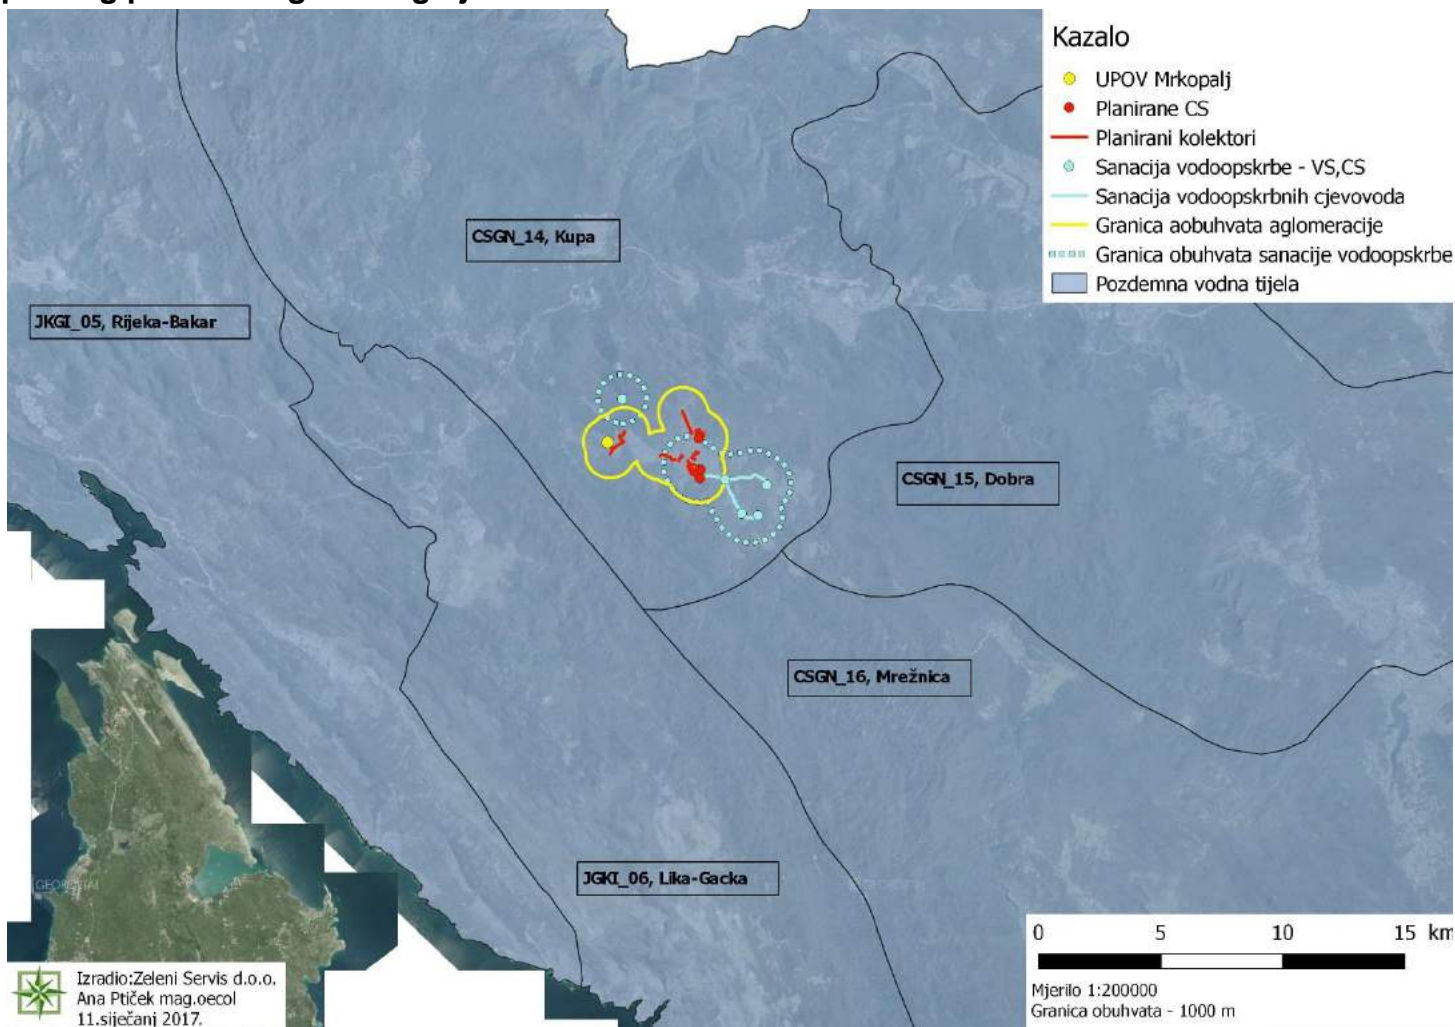 Kazalo
UPOV Mrkopalj
Planirane CS
Planirani kolektori
Sanacija vodoopskrbe - VS,CS
Sanacija vodoopskrbnih cjevovoda
Granica aobuhvata aglomeracije
Granica obuhvata sanacije vodoopskrbe
Pozdemna vodna tijela
CSGN_14, Kupa
JKGI_05, Rijeka-Bakar
CSGN_15, Dobra
CSGN_16, Mrežnica
JGKI_06, Lika-Gacka
GEOPORTAL
0 5 10 15 km
Mjerilo 1:200000
Granica obuhvata - 1000 m
Izradio:Zeleni Servis d.o.o.
Ana Ptiček mag.oecol
11.siječanj 2017.